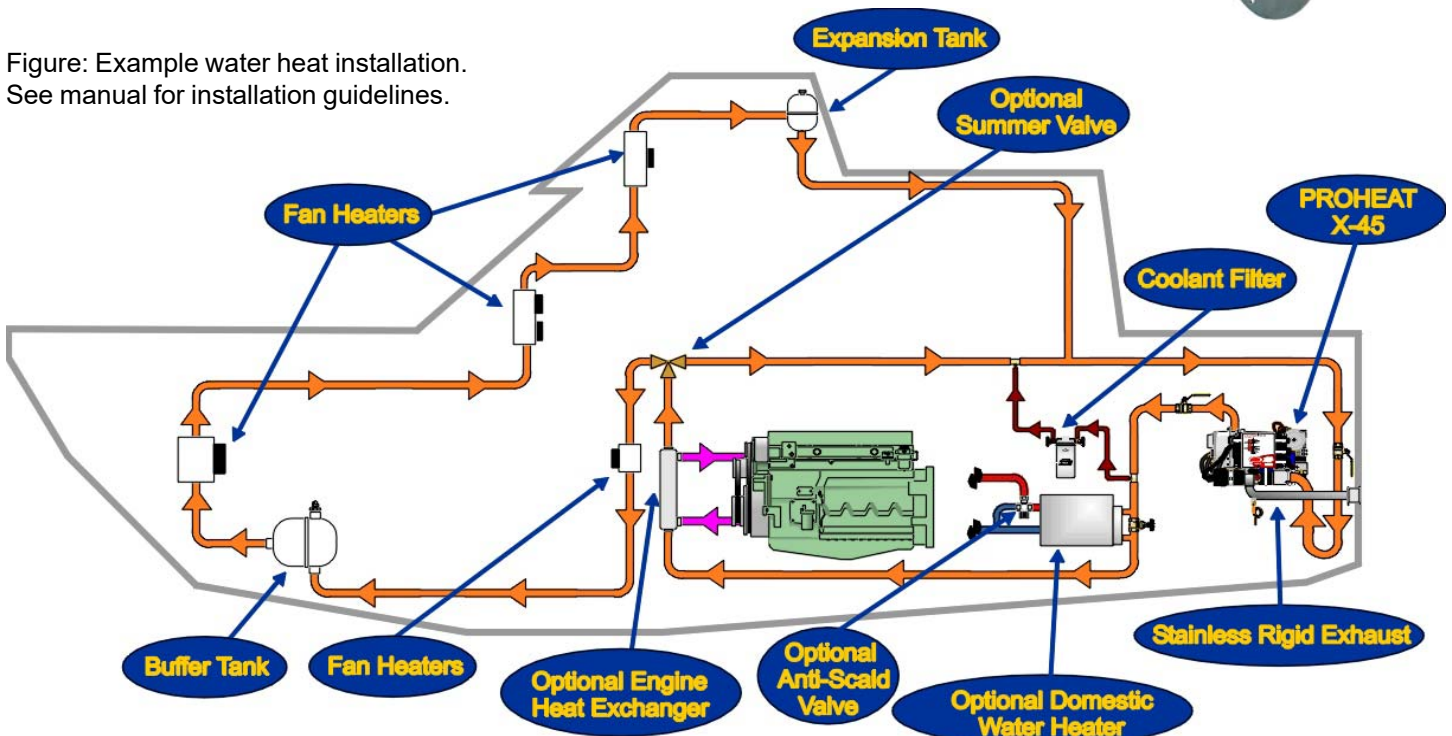 Figure: Example water heat installation.
See manual for installation guidelines.
Expansion Tank
Optional
Summer Valve
Fan Heaters
PROHEAT
X-45
Coolant Filter
Buffer Tank
Fan Heaters
Optional Engine
Heat Exchanger
Optional
Anti-Scald
Valve
Optional Domestic
Water Heater
Stainless Rigid Exhaust